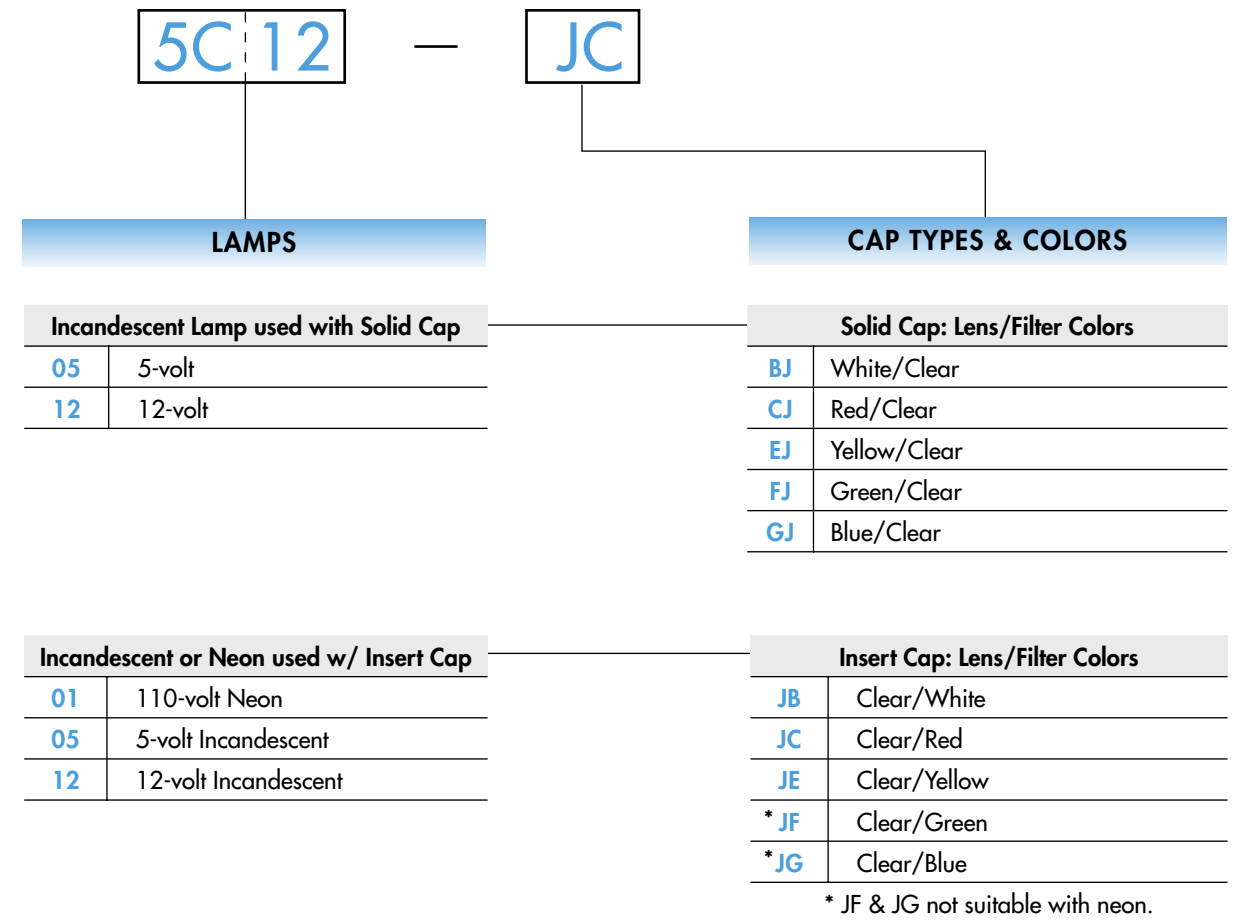 5C 12 — JC
LAMPS
CAP TYPES & COLORS
Incandescent Lamp used with Solid Cap
05 5-volt
12 12-volt
Solid Cap: Lens/Filter Colors
BJ White/Clear
CJ Red/Clear
EJ Yellow/Clear
FJ Green/Clear
GJ Blue/Clear
Incandescent or Neon used w/ Insert Cap
01 110-volt Neon
05 5-volt Incandescent
12 12-volt Incandescent
Insert Cap: Lens/Filter Colors
JB Clear/White
JC Clear/Red
JE Clear/Yellow
* JF Clear/Green
* JG Clear/Blue
* JF & JG not suitable with neon.